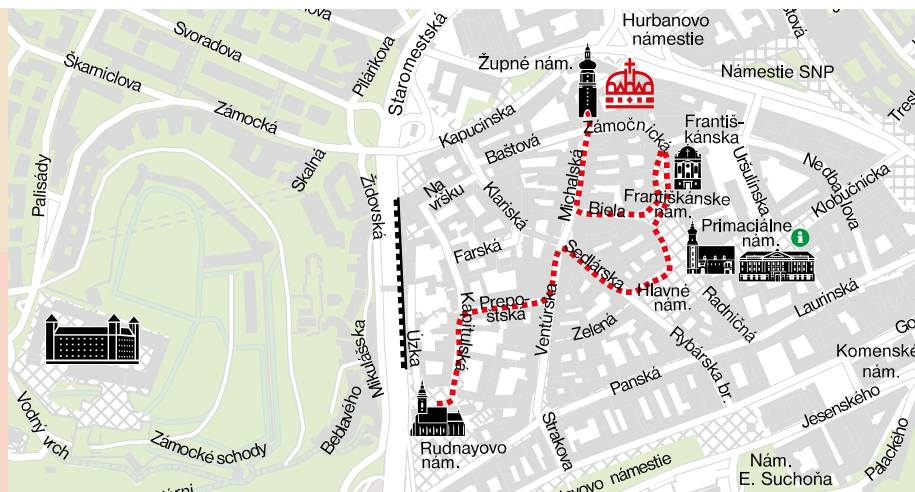 Hurbanovo
námestie
Svoradova
Škarniclova
Pilárikova
Staromestská
Župné nám.
Námestie SNP
Zámocká
Kapucínska
Baštová
Zámočnícka
Františ-
kánska
Palisády
Skalná
Židovská
Na
vŕšku
Klariská
Michalská
Biela
Františkánske
nám.
Uršulínska
Nedbalova
Klobučnícka
Primaciálne
nám.
i
Farská
Sedlárska
Hlavné
nám.
Laurinská
Prepo-
štská
Kapitulská
Ventúrska
Zelená
Radničná
Rybárska br.
Úzka
Mikulášska
Beblavého
Panská
Komenské
nám.
Jesenského
Vodný vrch
Zámocké schody
Rudnayovo
nám.
Strakova
Palackého
Nám.
E. Suchoňa
námestie